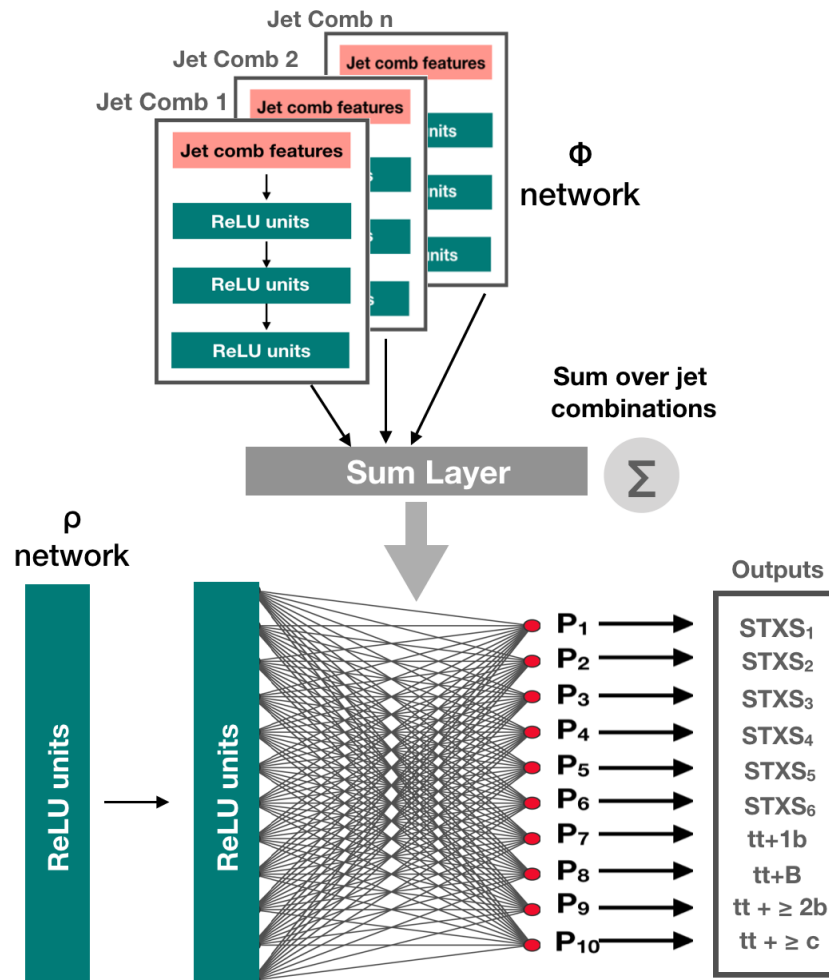 Jet Comb n
Jet comb features
units
units
units
Jet Comb 2
Jet comb features
s
s
s
Jet Comb 1
Jet comb features
ReLU units
ReLU units
ReLU units
Φ
network
Sum over jet
combinations
Sum Layer
Σ
ρ
network
ReLU units
ReLU units
P₁
P₂
P₃
P₄
P₅
P₆
P₇
P₈
P₉
P₁₀
Outputs
STXS₁
STXS₂
STXS₃
STXS₄
STXS₅
STXS₆
tt+1b
tt+B
tt + ≥ 2b
tt + ≥ c